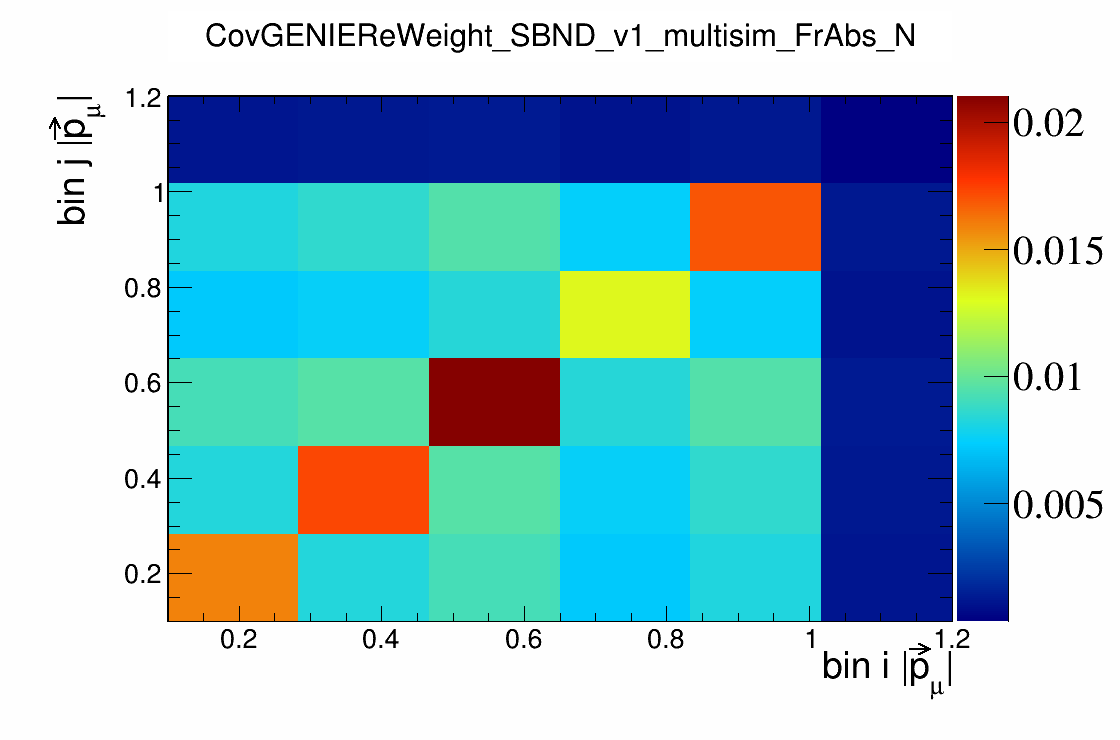 CovGENIEReWeight_SBND_v1_multisim_FrAbs_N
bin j |p⃗μ|
1.2
1
0.8
0.6
0.4
0.2
0.2 0.4 0.6 0.8 1 1.2
bin i |p⃗μ|
0.02
0.015
0.01
0.005